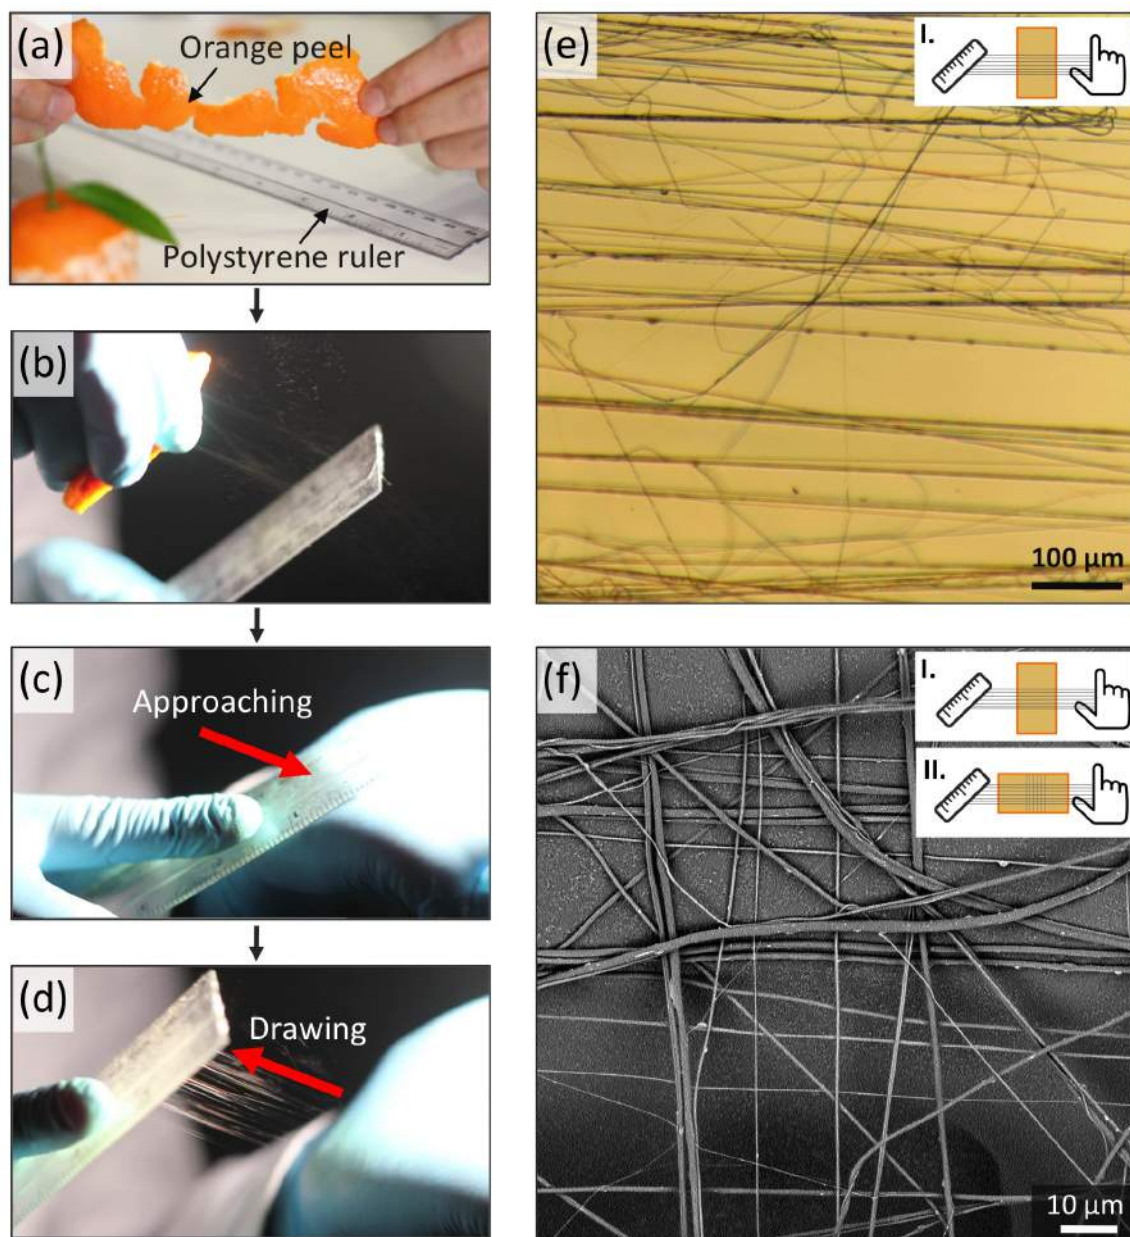 (a)
Orange peel
Polystyrene ruler
(b)
(c)
Approaching
(d)
Drawing
(e)
I.
100 µm
(f)
I.
II.
10 µm